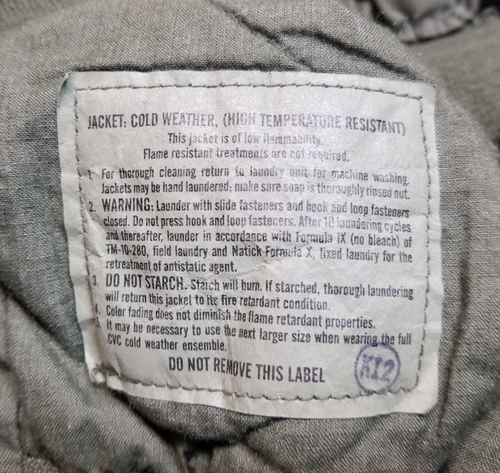 JACKET: COLD WEATHER, (HIGH TEMPERATURE RESISTANT)
This jacket is of low flammability.
Flame resistant treatments are not required.
1. For thorough cleaning return to laundry unit for machine washing.
Jackets may be hand laundered; make sure soap is thoroughly rinsed out.
2. WARNING: Launder with slide fasteners and hook and loop fasteners
closed. Do not press hook and loop fasteners. After 10 laundering cycles
and thereafter, launder in accordance with Formula IX (no bleach) of
TM-10-280, field laundry and Natick Formula X, fixed laundry for the
retreatment of antistatic agent.
3. DO NOT STARCH. Starch will burn. If starched, thorough laundering
will return this jacket to its fire retardant condition.
4. Color fading does not diminish the flame retardant properties.
5. It may be necessary to use the next larger size when wearing the full
CVC cold weather ensemble.
DO NOT REMOVE THIS LABEL
KI2